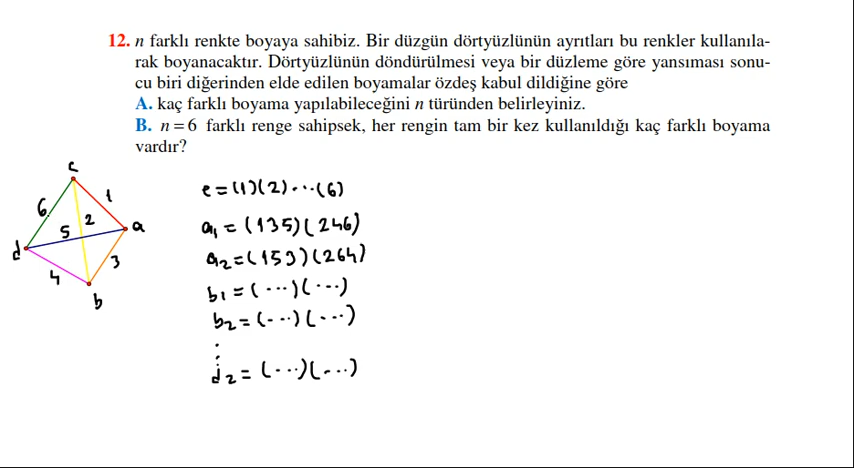 12. n farklı renkte boyaya sahibiz. Bir düzgün dörtyüzlünün ayrıtları bu renkler kullanıla-
rak boyanacaktır. Dörtyüzlünün döndürülmesi veya bir düzleme göre yansıması sonu-
cu biri diğerinden elde edilen boyamalar özdeş kabul dildiğine göre
A. kaç farklı boyama yapılabileceğini n türünden belirleyiniz.
B. n = 6 farklı renge sahipsek, her rengin tam bir kez kullanıldığı kaç farklı boyama
vardır?
c
6 1
2
5 a
d
3
4
b
e = (1)(2)...(6)
a₁ = (135)(246)
a₂ = (153)(264)
b₁ = (...)(...)
b₂ = (...)(...)
⋮
d₂ = (...)(...)